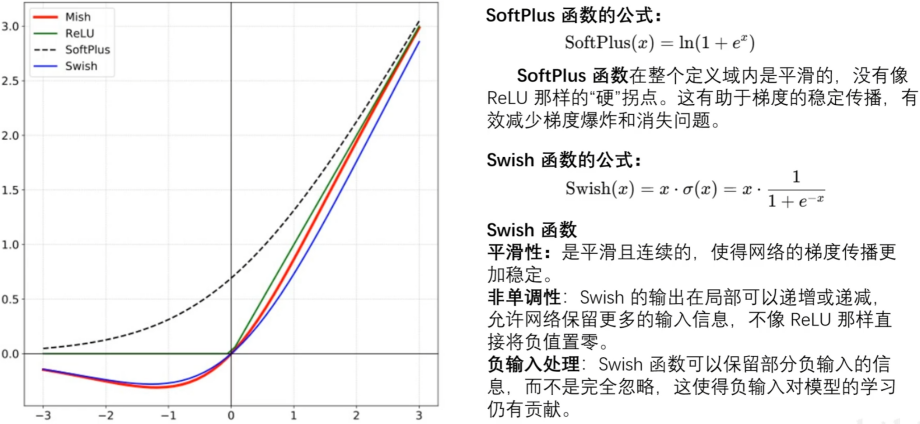 Mish
ReLU
SoftPlus
Swish
3.0
2.5
2.0
1.5
1.0
0.5
0.0
−3 −2 −1 0 1 2 3
SoftPlus 函数的公式：
SoftPlus(x) = ln(1 + e^x)
SoftPlus 函数在整个定义域内是平滑的，没有像
ReLU 那样的“硬”拐点。这有助于梯度的稳定传播，有
效减少梯度爆炸和消失问题。
Swish 函数的公式：
Swish(x) = x · σ(x) = x · 1 / (1 + e^−x)
Swish 函数
平滑性：是平滑且连续的，使得网络的梯度传播更
加稳定。
非单调性：Swish 的输出在局部可以递增或递减，
允许网络保留更多的输入信息，不像 ReLU 那样直
接将负值置零。
负输入处理：Swish 函数可以保留部分负输入的信
息，而不是完全忽略，这使得负输入对模型的学习
仍有贡献。